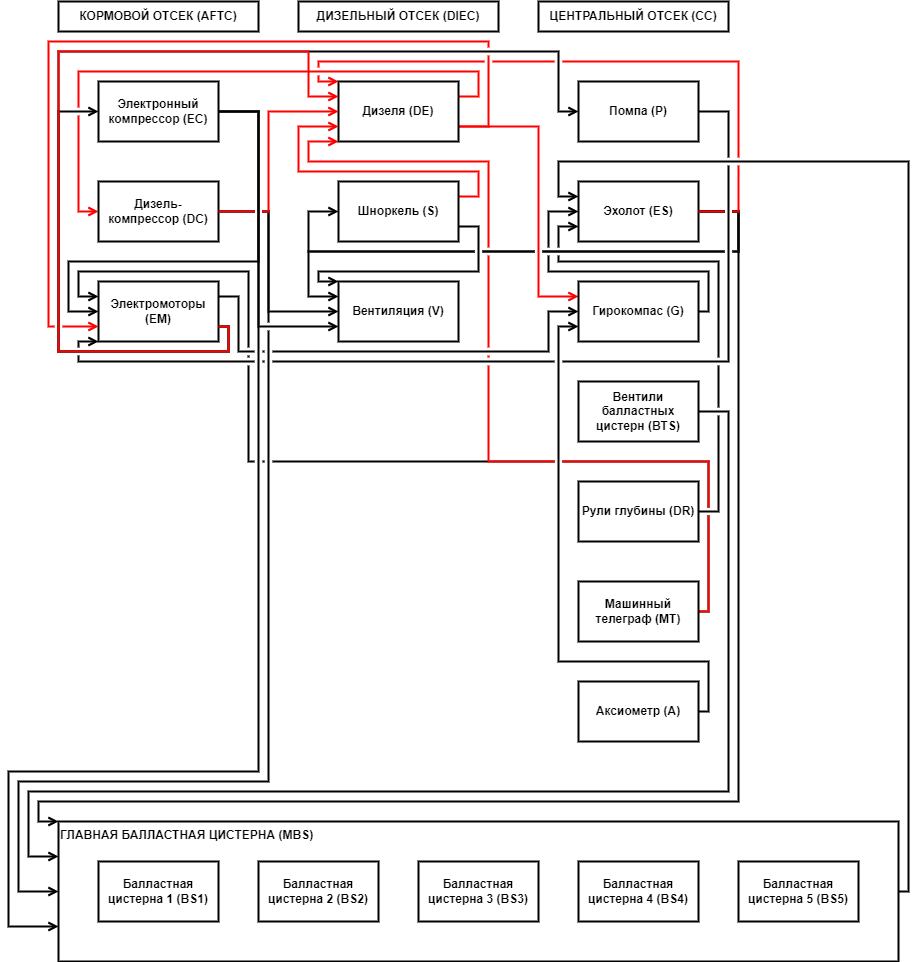 КОРМОВОЙ ОТСЕК (AFTC)
ДИЗЕЛЬНЫЙ ОТСЕК (DIEC)
ЦЕНТРАЛЬНЫЙ ОТСЕК (CC)
Электронный
компрессор (EC)
Дизеля (DE)
Помпа (P)
Дизель-
компрессор (DC)
Шноркель (S)
Эхолот (ES)
Электромоторы
(EM)
Вентиляция (V)
Гирокомпас (G)
Вентили
балластных
цистерн (BTS)
Рули глубины (DR)
Машинный
телеграф (MT)
Аксиометр (A)
ГЛАВНАЯ БАЛЛАСТНАЯ ЦИСТЕРНА (MBS)
Балластная
цистерна 1 (BS1)
Балластная
цистерна 2 (BS2)
Балластная
цистерна 3 (BS3)
Балластная
цистерна 4 (BS4)
Балластная
цистерна 5 (BS5)